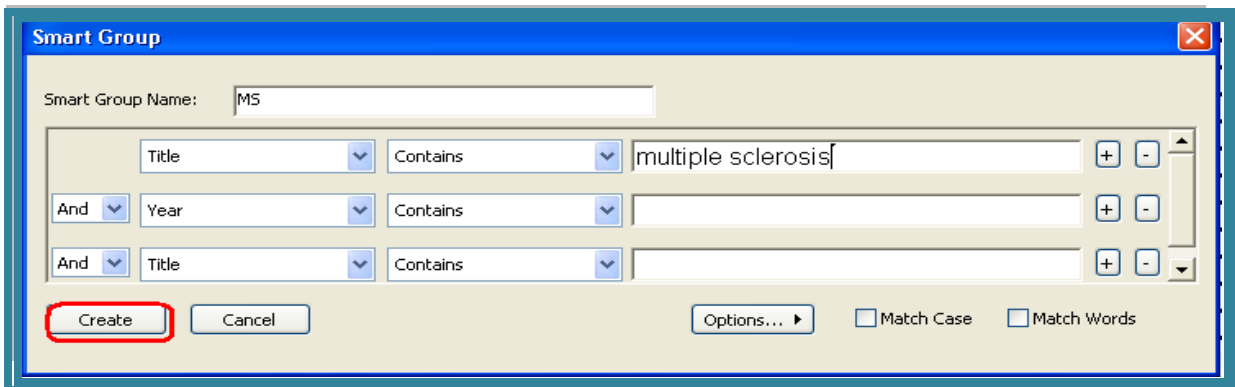 Smart Group
Smart Group Name: MS
Title Contains multiple sclerosis + -
And Year Contains + -
And Title Contains + -
Create Cancel Options... Match Case Match Words